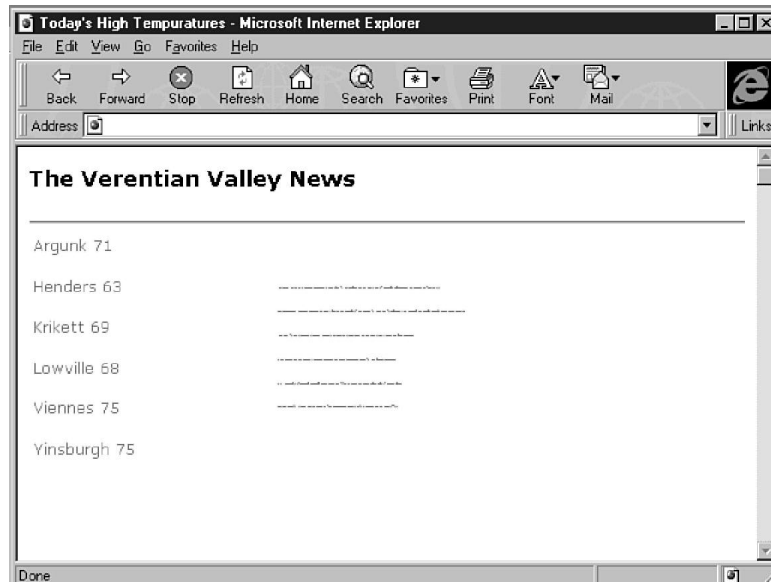 Today's High Tempuratures - Microsoft Internet Explorer
File Edit View Go Favorites Help
Back Forward Stop Refresh Home Search Favorites Print Font Mail
Address Links
The Verentian Valley News
Argunk 71
Henders 63
Krikett 69
Lowville 68
Viennes 75
Yinsburgh 75
Done